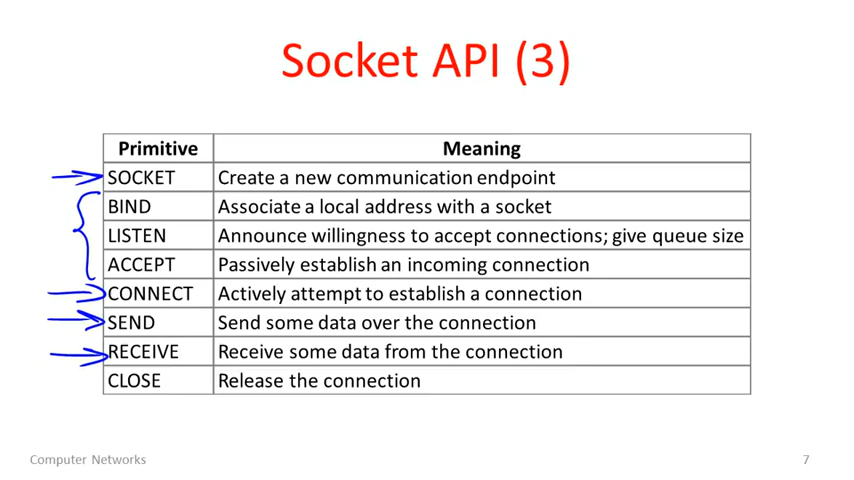 Socket API (3)
Primitive Meaning
SOCKET Create a new communication endpoint
BIND Associate a local address with a socket
LISTEN Announce willingness to accept connections; give queue size
ACCEPT Passively establish an incoming connection
CONNECT Actively attempt to establish a connection
SEND Send some data over the connection
RECEIVE Receive some data from the connection
CLOSE Release the connection
Computer Networks 7